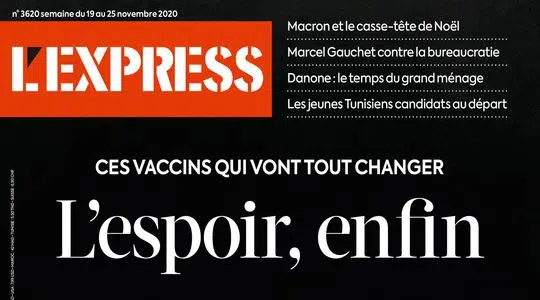 n° 3620 semaine du 19 au 25 novembre 2020
L'EXPRESS
Macron et le casse-tête de Noël
Marcel Gauchet contre la bureaucratie
Danone : le temps du grand ménage
Les jeunes Tunisiens candidats au départ
CES VACCINS QUI VONT TOUT CHANGER
L'espoir, enfin